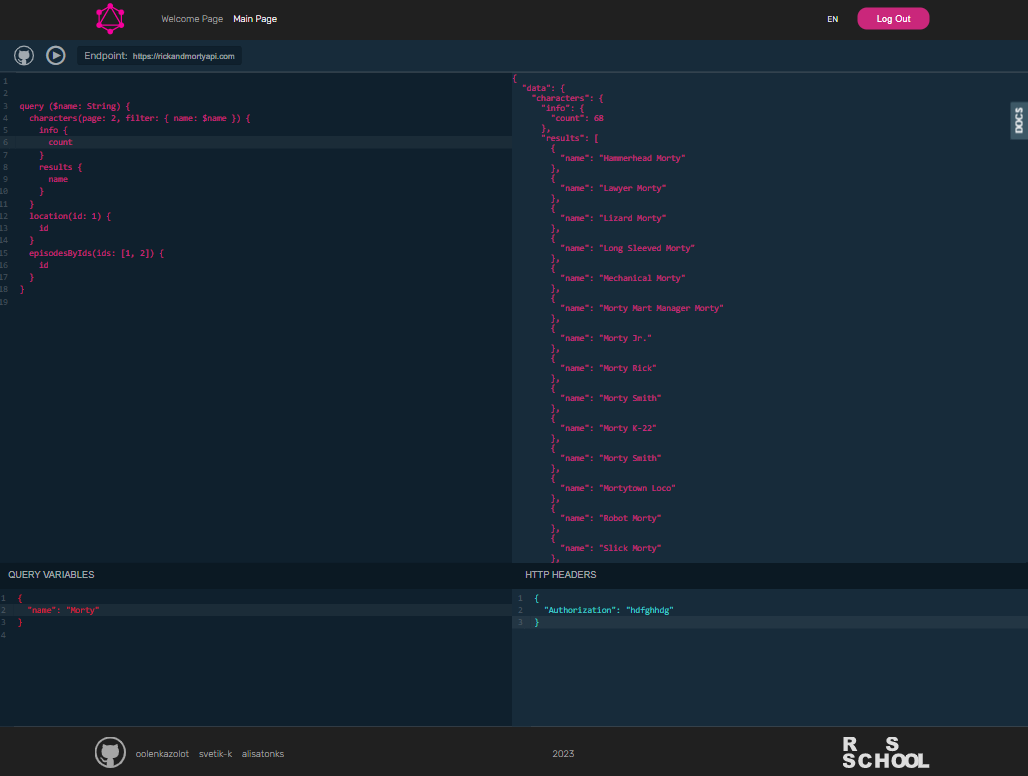 Welcome Page Main Page EN Log Out
Endpoint: https://rickandmortyapi.com
1
2
3 query ($name: String) {
4 characters(page: 2, filter: { name: $name }) {
5 info {
6 count
7 }
8 results {
9 name
10 }
11 }
12 location(id: 1) {
13 id
14 }
15 episodesByIds(ids: [1, 2]) {
16 id
17 }
18 }
19
{
"data": {
"characters": {
"info": {
"count": 68
},
"results": [
{
"name": "Hammerhead Morty"
},
{
"name": "Lawyer Morty"
},
{
"name": "Lizard Morty"
},
{
"name": "Long Sleeved Morty"
},
{
"name": "Mechanical Morty"
},
{
"name": "Morty Mart Manager Morty"
},
{
"name": "Morty Jr."
},
{
"name": "Morty Rick"
},
{
"name": "Morty Smith"
},
{
"name": "Morty K-22"
},
{
"name": "Morty Smith"
},
{
"name": "Mortytown Loco"
},
{
"name": "Robot Morty"
},
{
"name": "Slick Morty"
},
DOCS
QUERY VARIABLES
1 {
2 "name": "Morty"
3 }
4
HTTP HEADERS
1 {
2 "Authorization": "hdfghhdg"
3 }
oolenkazolot svetik-k alisatonks 2023
R S
SCHOOL